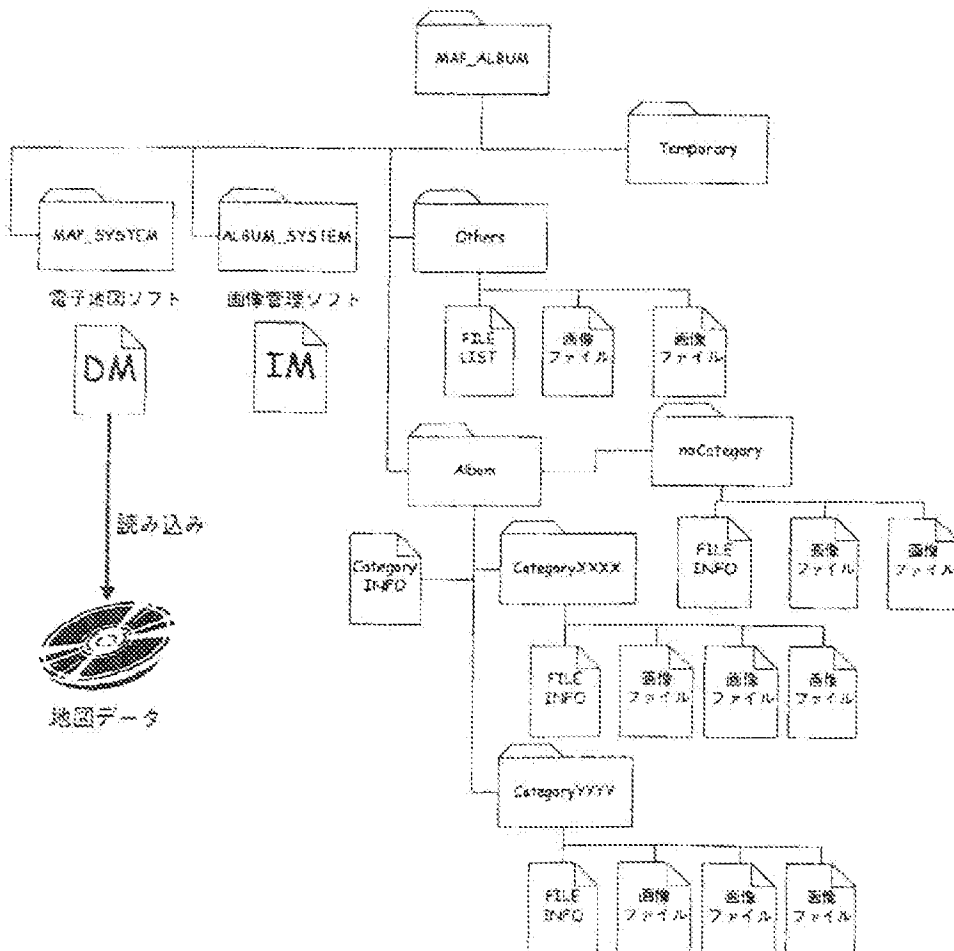 MAP_ALBUM
Temporary
MAP_SYSTEM
ALBUM_SYSTEM
Others
電子地図ソフト
画像管理ソフト
DM
IM
FILE
LIST
画像
ファイル
画像
ファイル
Album
noCategory
読み込み
Category
INFO
CategoryXXXX
FILE
INFO
画像
ファイル
画像
ファイル
FILE
INFO
画像
ファイル
画像
ファイル
画像
ファイル
地図データ
CategoryYYYY
FILE
INFO
画像
ファイル
画像
ファイル
画像
ファイル